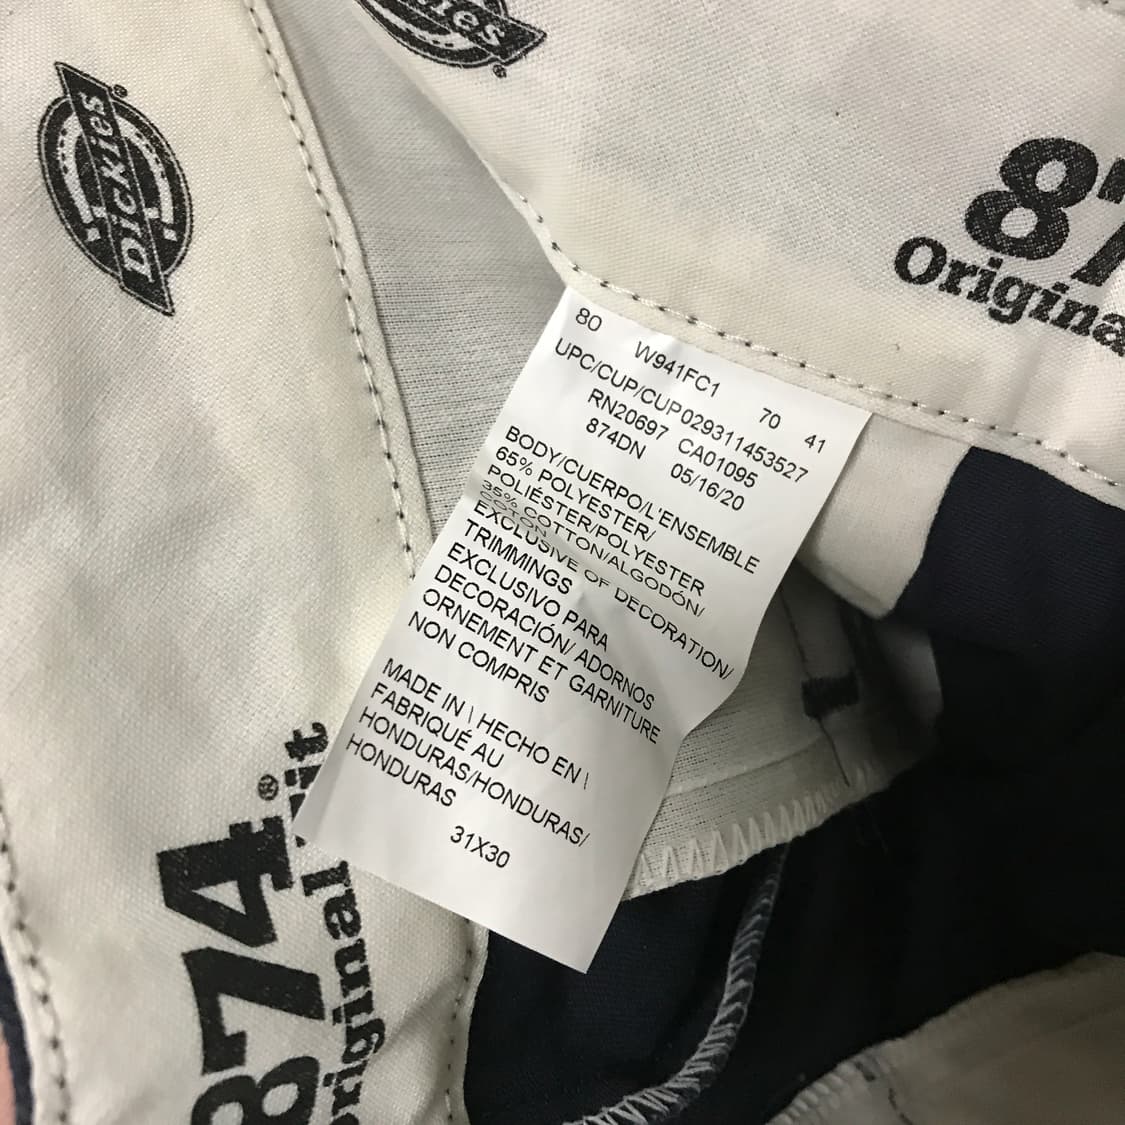 Dickies
874
Original
Dickies
®
87
Origina
80 W941FC1 70 41
UPC/CUP/CUP029311453527
RN20697 CA01095
874DN 05/16/20
BODY/CUERPO/L'ENSEMBLE
65% POLYESTER/
POLIÉSTER/POLYESTER
35% COTTON/ALGODÓN/
COTON
EXCLUSIVE OF DECORATION/
TRIMMINGS
EXCLUSIVO PARA
DECORACIÓN/ ADORNOS
ORNEMENT ET GARNITURE
NON COMPRIS
MADE IN \ HECHO EN \
FABRIQUÉ AU
HONDURAS/HONDURAS/
HONDURAS
31X30